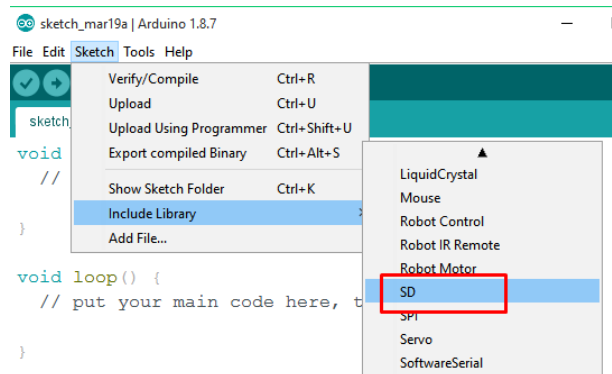 sketch_mar19a | Arduino 1.8.7
File Edit Sketch Tools Help
Verify/Compile Ctrl+R
Upload Ctrl+U
sketch
Upload Using Programmer Ctrl+Shift+U
void
Export compiled Binary Ctrl+Alt+S
//
Show Sketch Folder Ctrl+K
Include Library
}
Add File...
LiquidCrystal
Mouse
Robot Control
Robot IR Remote
Robot Motor
SD
SPI
Servo
SoftwareSerial
void loop() {
// put your main code here, t
}